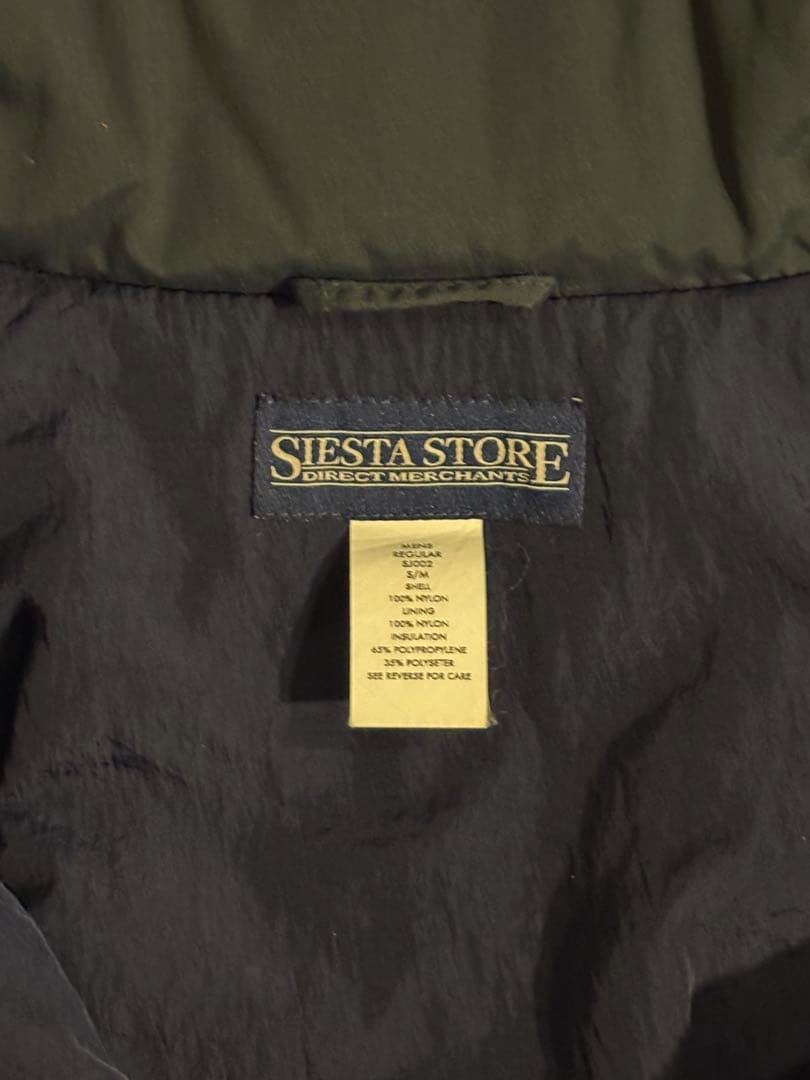 SIESTA STORE
DIRECT MERCHANTS
MENS
REGULAR
SJ002
S/M
SHELL
100% NYLON
LINING
100% NYLON
INSULATION
65% POLYPROPYLENE
35% POLYSETER
SEE REVERSE FOR CARE